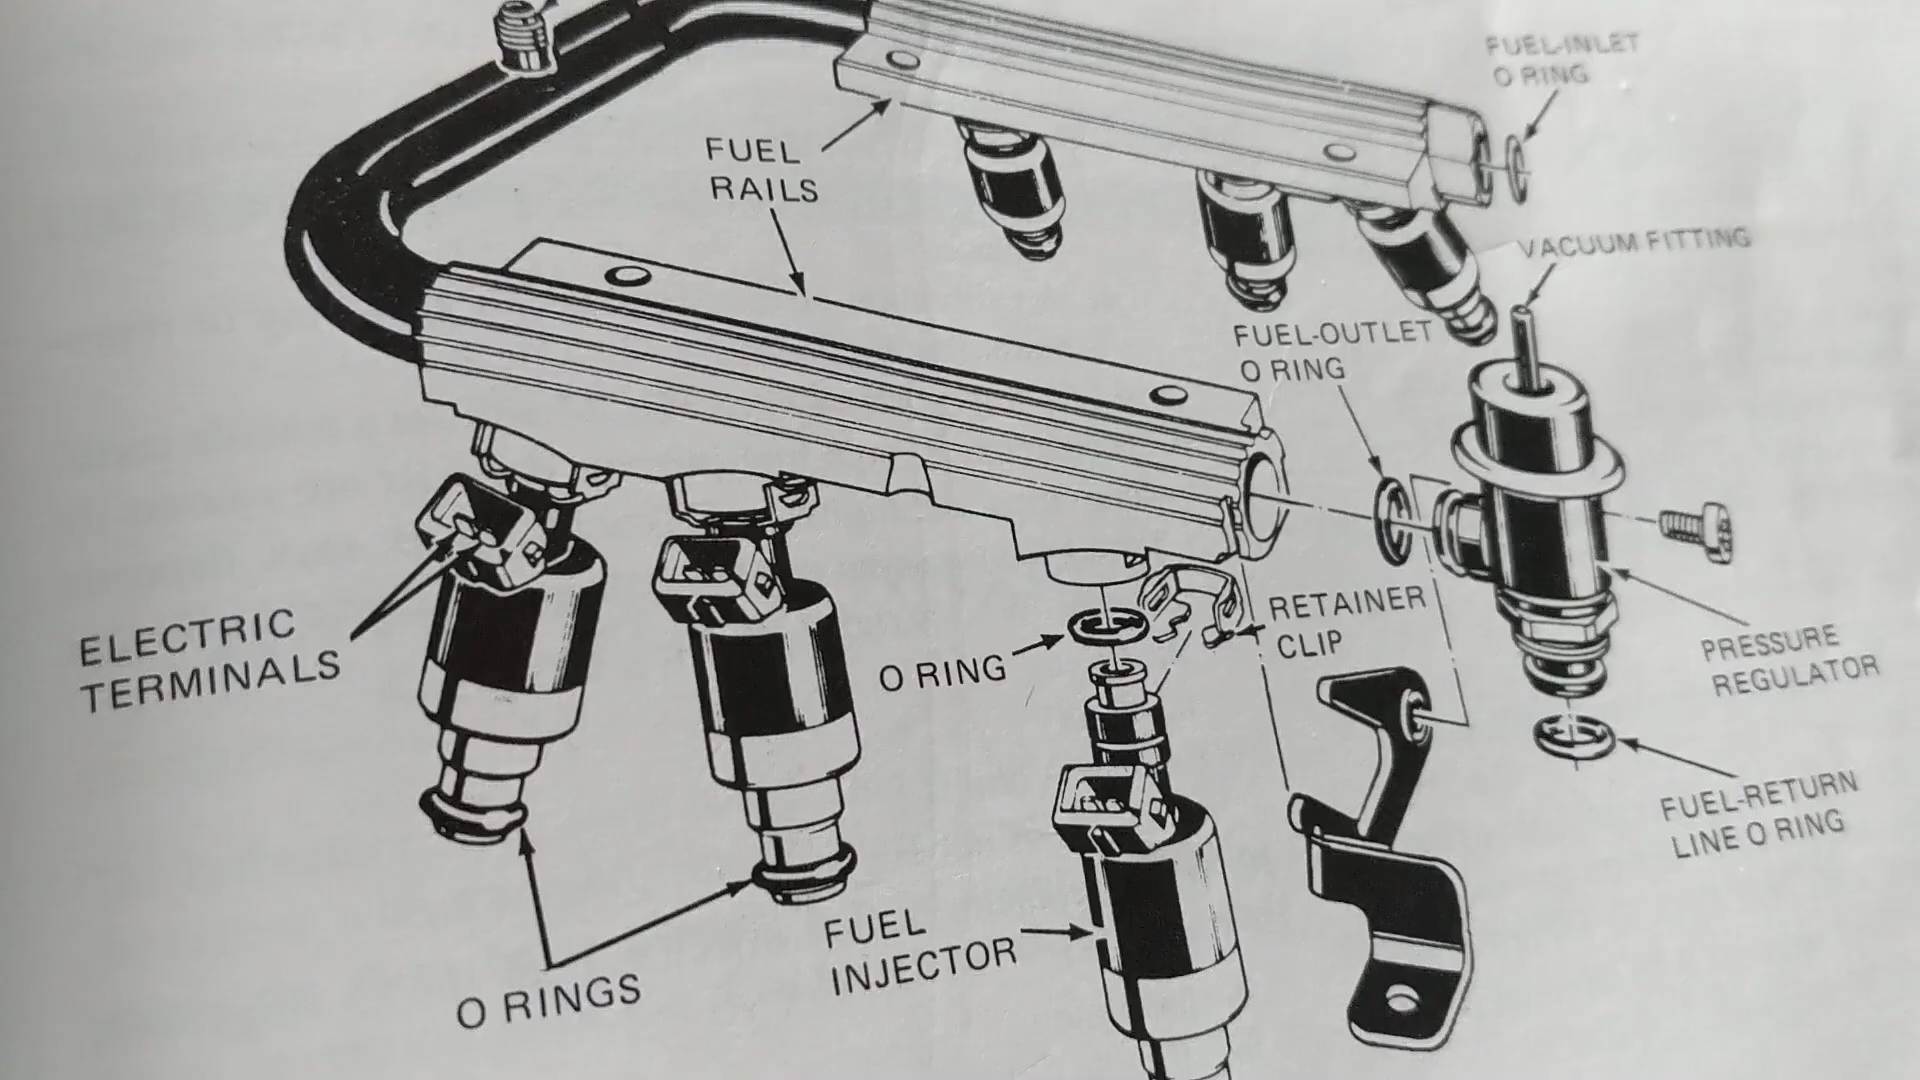 FUEL-INLET
O RING
FUEL
RAILS
VACUUM FITTING
FUEL-OUTLET
O RING
ELECTRIC
TERMINALS
O RING
RETAINER
CLIP
PRESSURE
REGULATOR
FUEL-RETURN
LINE O RING
FUEL
INJECTOR
O RINGS